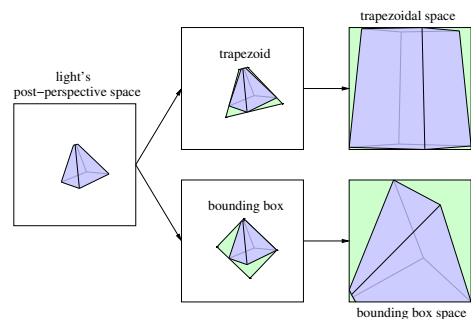 light's
post-perspective space
trapezoid
trapezoidal space
bounding box
bounding box space